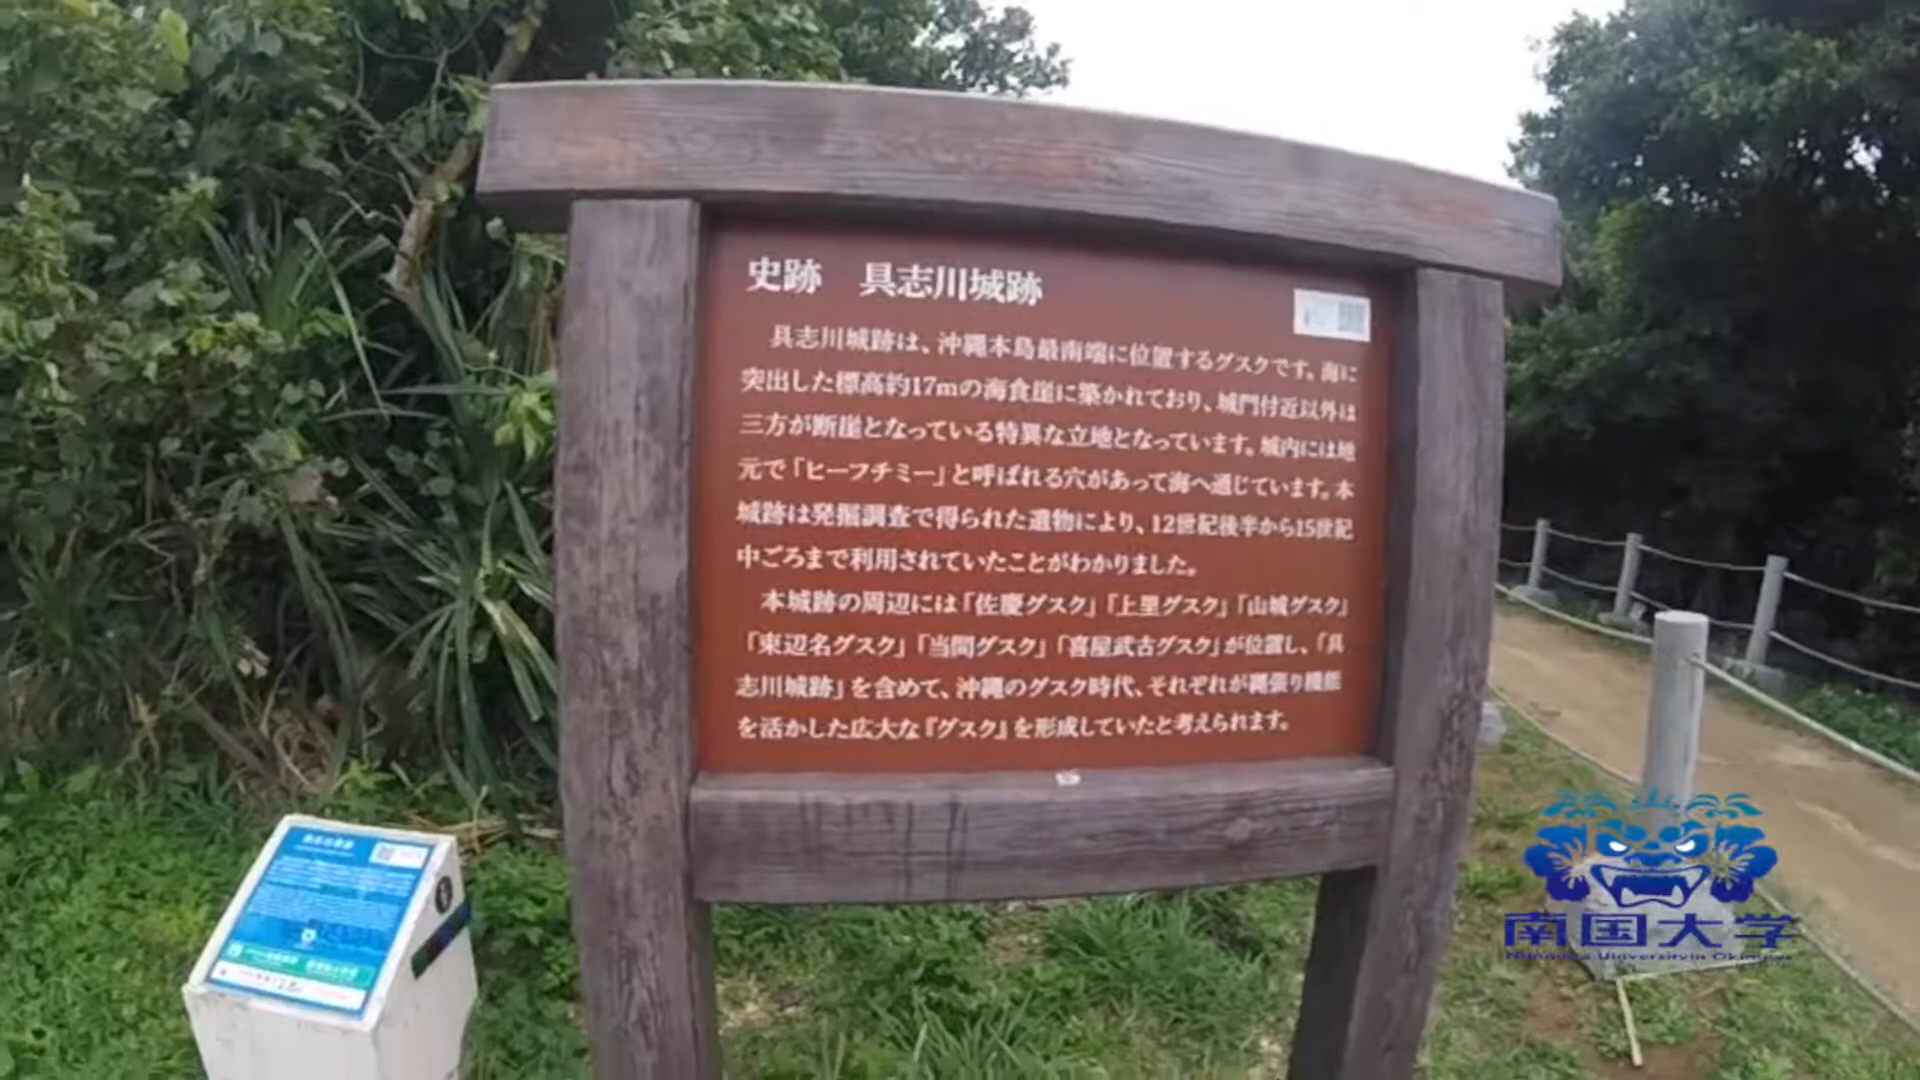 史跡　具志川城跡
具志川城跡は、沖縄本島最南端に位置するグスクです。海に
突出した標高約17mの海食崖に築かれており、城門付近以外は
三方が断崖となっている特異な立地となっています。城内には地
元で「ヒーフチミー」と呼ばれる穴があって海へ通じています。本
城跡は発掘調査で得られた遺物により、12世紀後半から15世紀
中ごろまで利用されていたことがわかりました。
本城跡の周辺には「佐慶グスク」「上里グスク」「山城グスク」
「束辺名グスク」「当間グスク」「喜屋武古グスク」が位置し、「具
志川城跡」を含めて、沖縄のグスク時代、それぞれが縄張り機能
を活かした広大な『グスク』を形成していたと考えられます。
南国大学